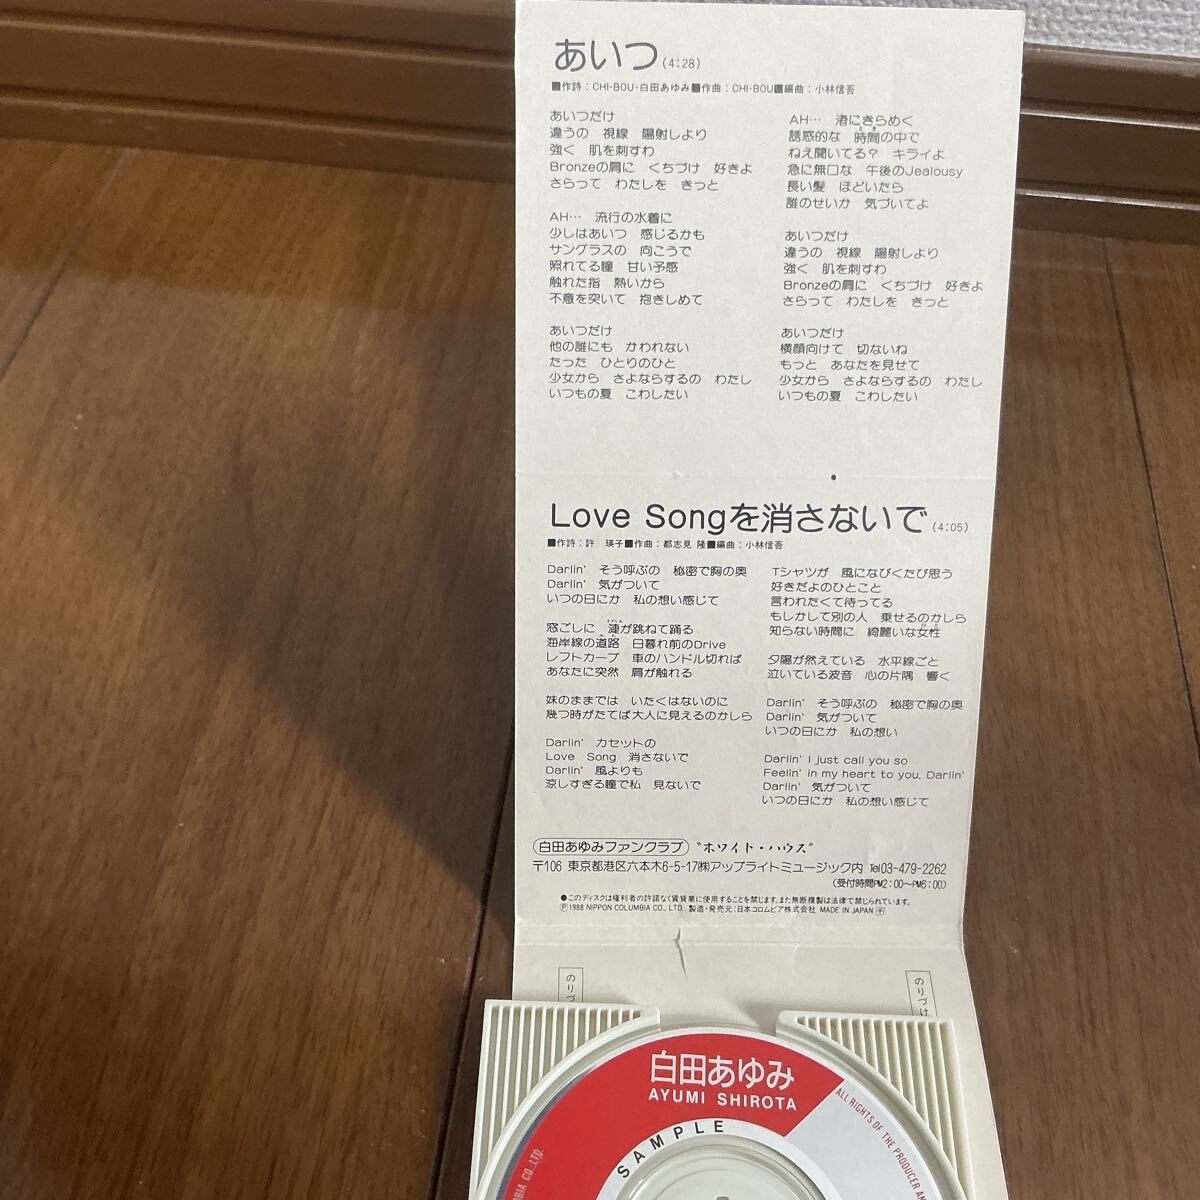 あいつ(4:28)
■作詩：CHI-BOU・白田あゆみ■作曲：CHI-BOU■編曲：小林信吾
あいつだけ
違うの 視線 陽射しより
強く 肌を刺すわ
Bronzeの肩に くちづけ 好きよ
さらって わたしを きっと
AH… 流行の水着に
少しはあいつ 感じるかも
サングラスの 向こうで
照れてる瞳 甘い予感
触れた指 熱いから
不意を突いて 抱きしめて
あいつだけ
他の誰にも かわれない
たった ひとりのひと
少女から さよならするの わたし
いつもの夏 こわしたい
AH… 渚にきらめく
誘惑的な 時間の中で
ねえ聞いてる？ キライよ
急に無口な 午後のJealousy
長い髪 ほどいたら
誰のせいか 気づいてよ
あいつだけ
違うの 視線 陽射しより
強く 肌を刺すわ
Bronzeの肩に くちづけ 好きよ
さらって わたしを きっと
あいつだけ
横顔向けて 切ないね
もっと あなたを見せて
少女から さよならするの わたし
いつもの夏 こわしたい
Love Songを消さないで(4:05)
■作詩：許 瑛子■作曲：都志見 隆■編曲：小林信吾
Darlin' そう呼ぶの 秘密で胸の奥
Darlin' 気がついて
いつの日にか 私の想い感じて
窓ごしに 漣が跳ねて踊る
海岸線の道路 日暮れ前のDrive
レフトカーブ 車のハンドル切れば
あなたに突然 肩が触れる
妹のままでは いたくはないのに
幾つ時がたてば大人に見えるのかしら
Darlin' カセットの
Love Song 消さないで
Darlin' 風よりも
涼しすぎる瞳で私 見ないで
Tシャツが 風になびくたび思う
好きだよのひとこと
言われたくて待ってる
もしかして別の人 乗せるのかしら
知らない時間に 綺麗いな女性
夕陽が然えている 水平線ごと
泣いている波音 心の片隅 響く
Darlin' そう呼ぶの 秘密で胸の奥
Darlin' 気がついて
いつの日にか 私の想い
Darlin' I just call you so
Feelin' in my heart to you, Darlin'
Darlin' 気がついて
いつの日にか 私の想い感じて
白田あゆみファンクラブ “ホワイト・ハウス”
〒106 東京都港区六本木6-5-17㈱アップライトミュージック内 Tel03-479-2262
(受付時間PM2:00〜PM6:00)
●このディスクは権利者の許諾なく賃貸業に使用することを禁じます。また無断複製は法律で禁じられています。
Ⓟ1988 NIPPON COLUMBIA CO., LTD. 製造・発売元：日本コロムビア株式会社 MADE IN JAPAN
のりづ
のりづけ
白田あゆみ
AYUMI SHIROTA
SAMPLE
ALL RIGHTS OF THE PRODUCER AN
BIA CO.,LTD.